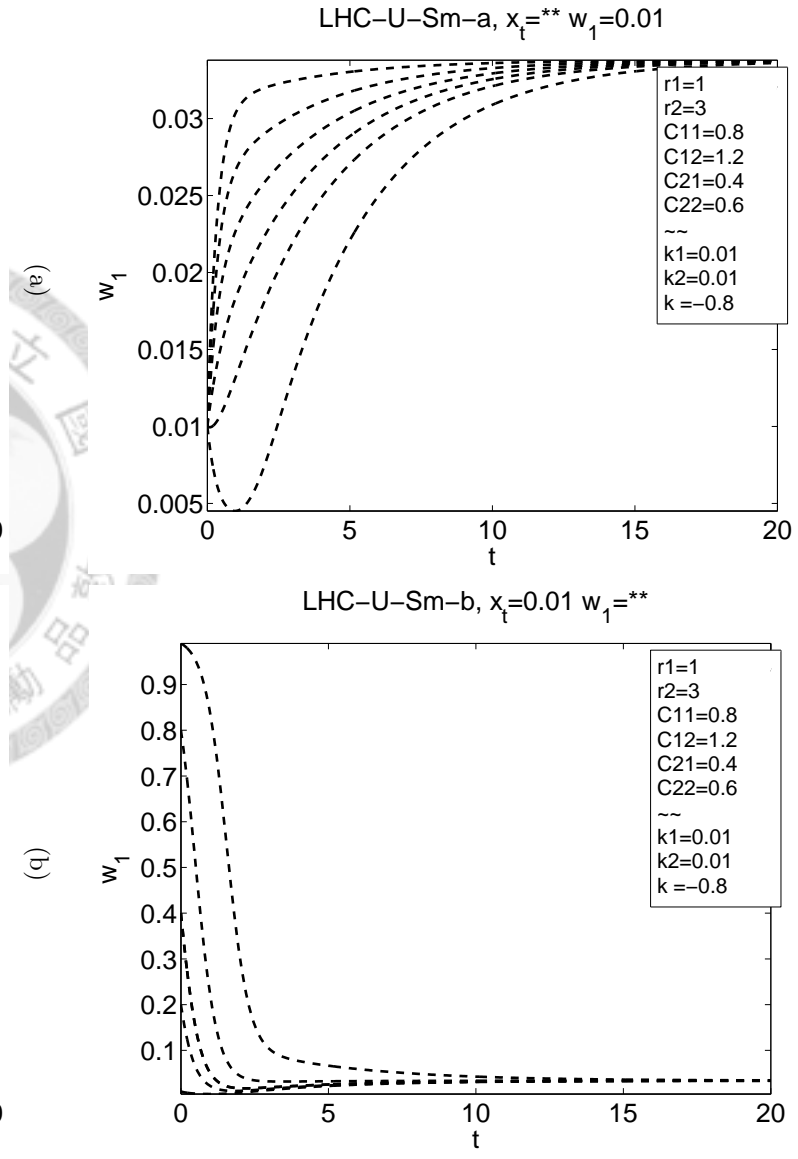 LHC−U−Sm−a, x_t=** w_1=0.01
(a)
w_1
0.03
0.025
0.02
0.015
0.01
0.005
0 5 10 15 20
t
r1=1
r2=3
C11=0.8
C12=1.2
C21=0.4
C22=0.6
~~
k1=0.01
k2=0.01
k =−0.8
立
國
LHC−U−Sm−b, x_t=0.01 w_1=**
(b)
w_1
0.9
0.8
0.7
0.6
0.5
0.4
0.3
0.2
0.1
0 5 10 15 20
t
r1=1
r2=3
C11=0.8
C12=1.2
C21=0.4
C22=0.6
~~
k1=0.01
k2=0.01
k =−0.8
品
勵